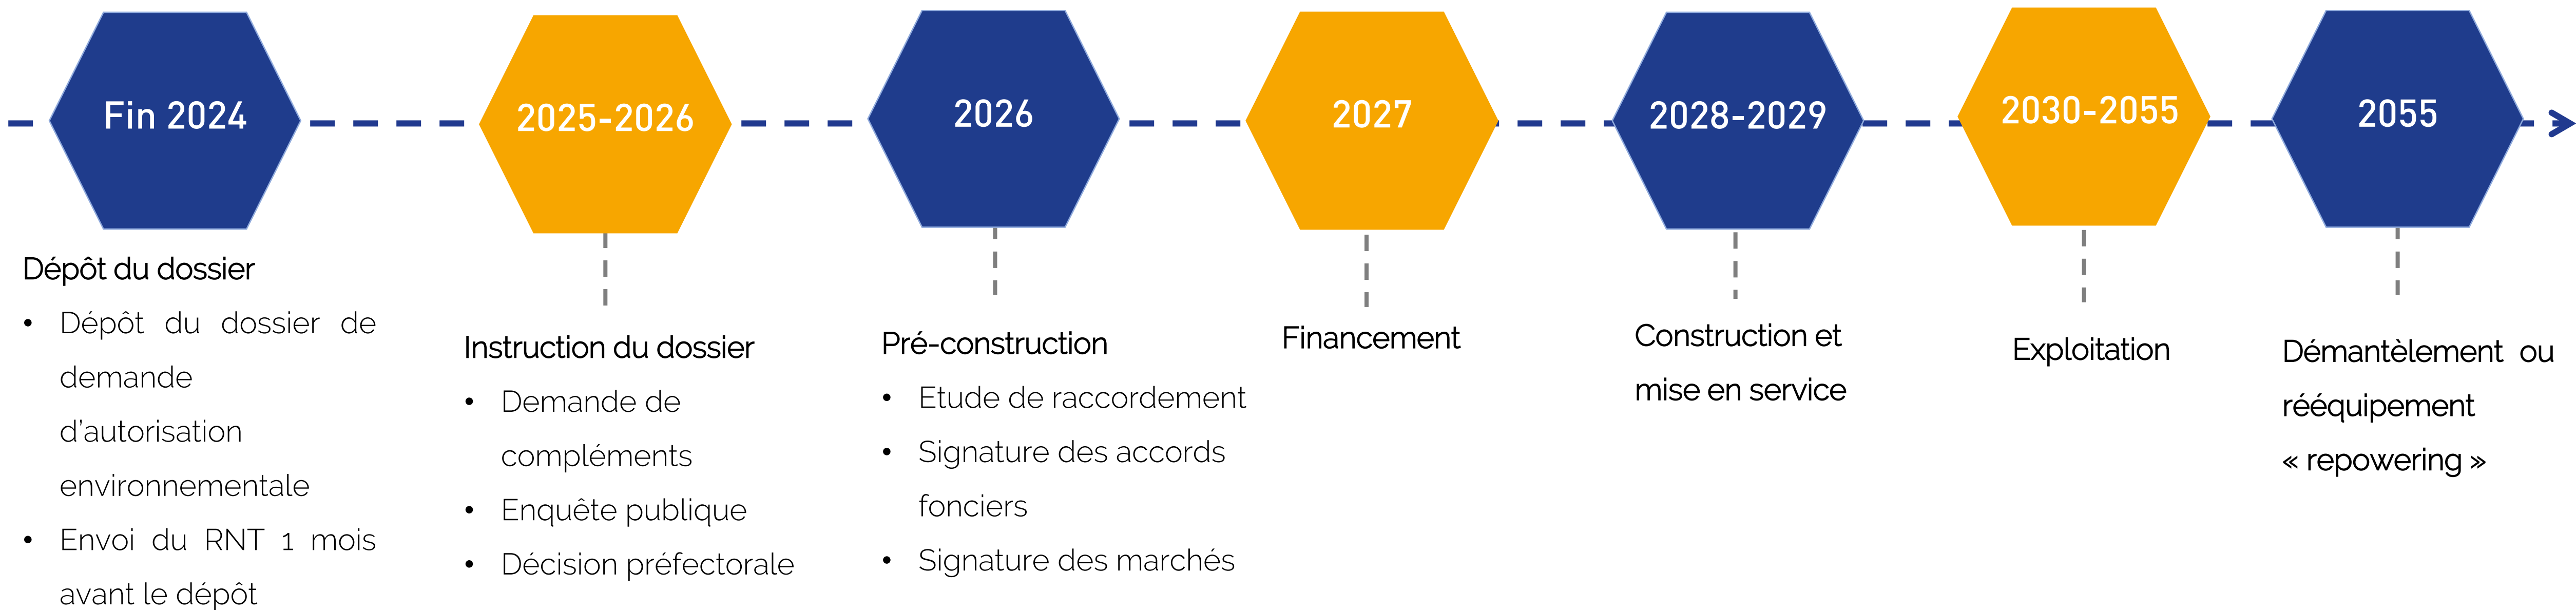 Fin 2024
2025-2026
2026
2027
2028-2029
2030-2055
2055
Dépôt du dossier
• Dépôt du dossier de
demande
d'autorisation
environnementale
• Envoi du RNT 1 mois
avant le dépôt
Instruction du dossier
• Demande de
compléments
• Enquête publique
• Décision préfectorale
Pré-construction
• Etude de raccordement
• Signature des accords
fonciers
• Signature des marchés
Financement
Construction et
mise en service
Exploitation
Démantèlement ou
rééquipement
« repowering »